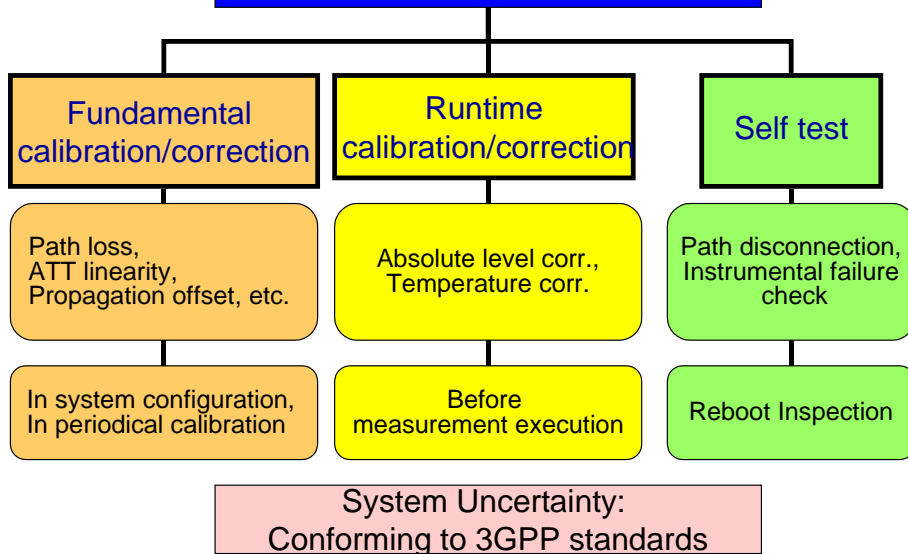 Fundamental
calibration/correction
Runtime
calibration/correction
Self test
Path loss,
ATT linearity,
Propagation offset, etc.
Absolute level corr.,
Temperature corr.
Path disconnection,
Instrumental failure
check
In system configuration,
In periodical calibration
Before
measurement execution
Reboot Inspection
System Uncertainty:
Conforming to 3GPP standards